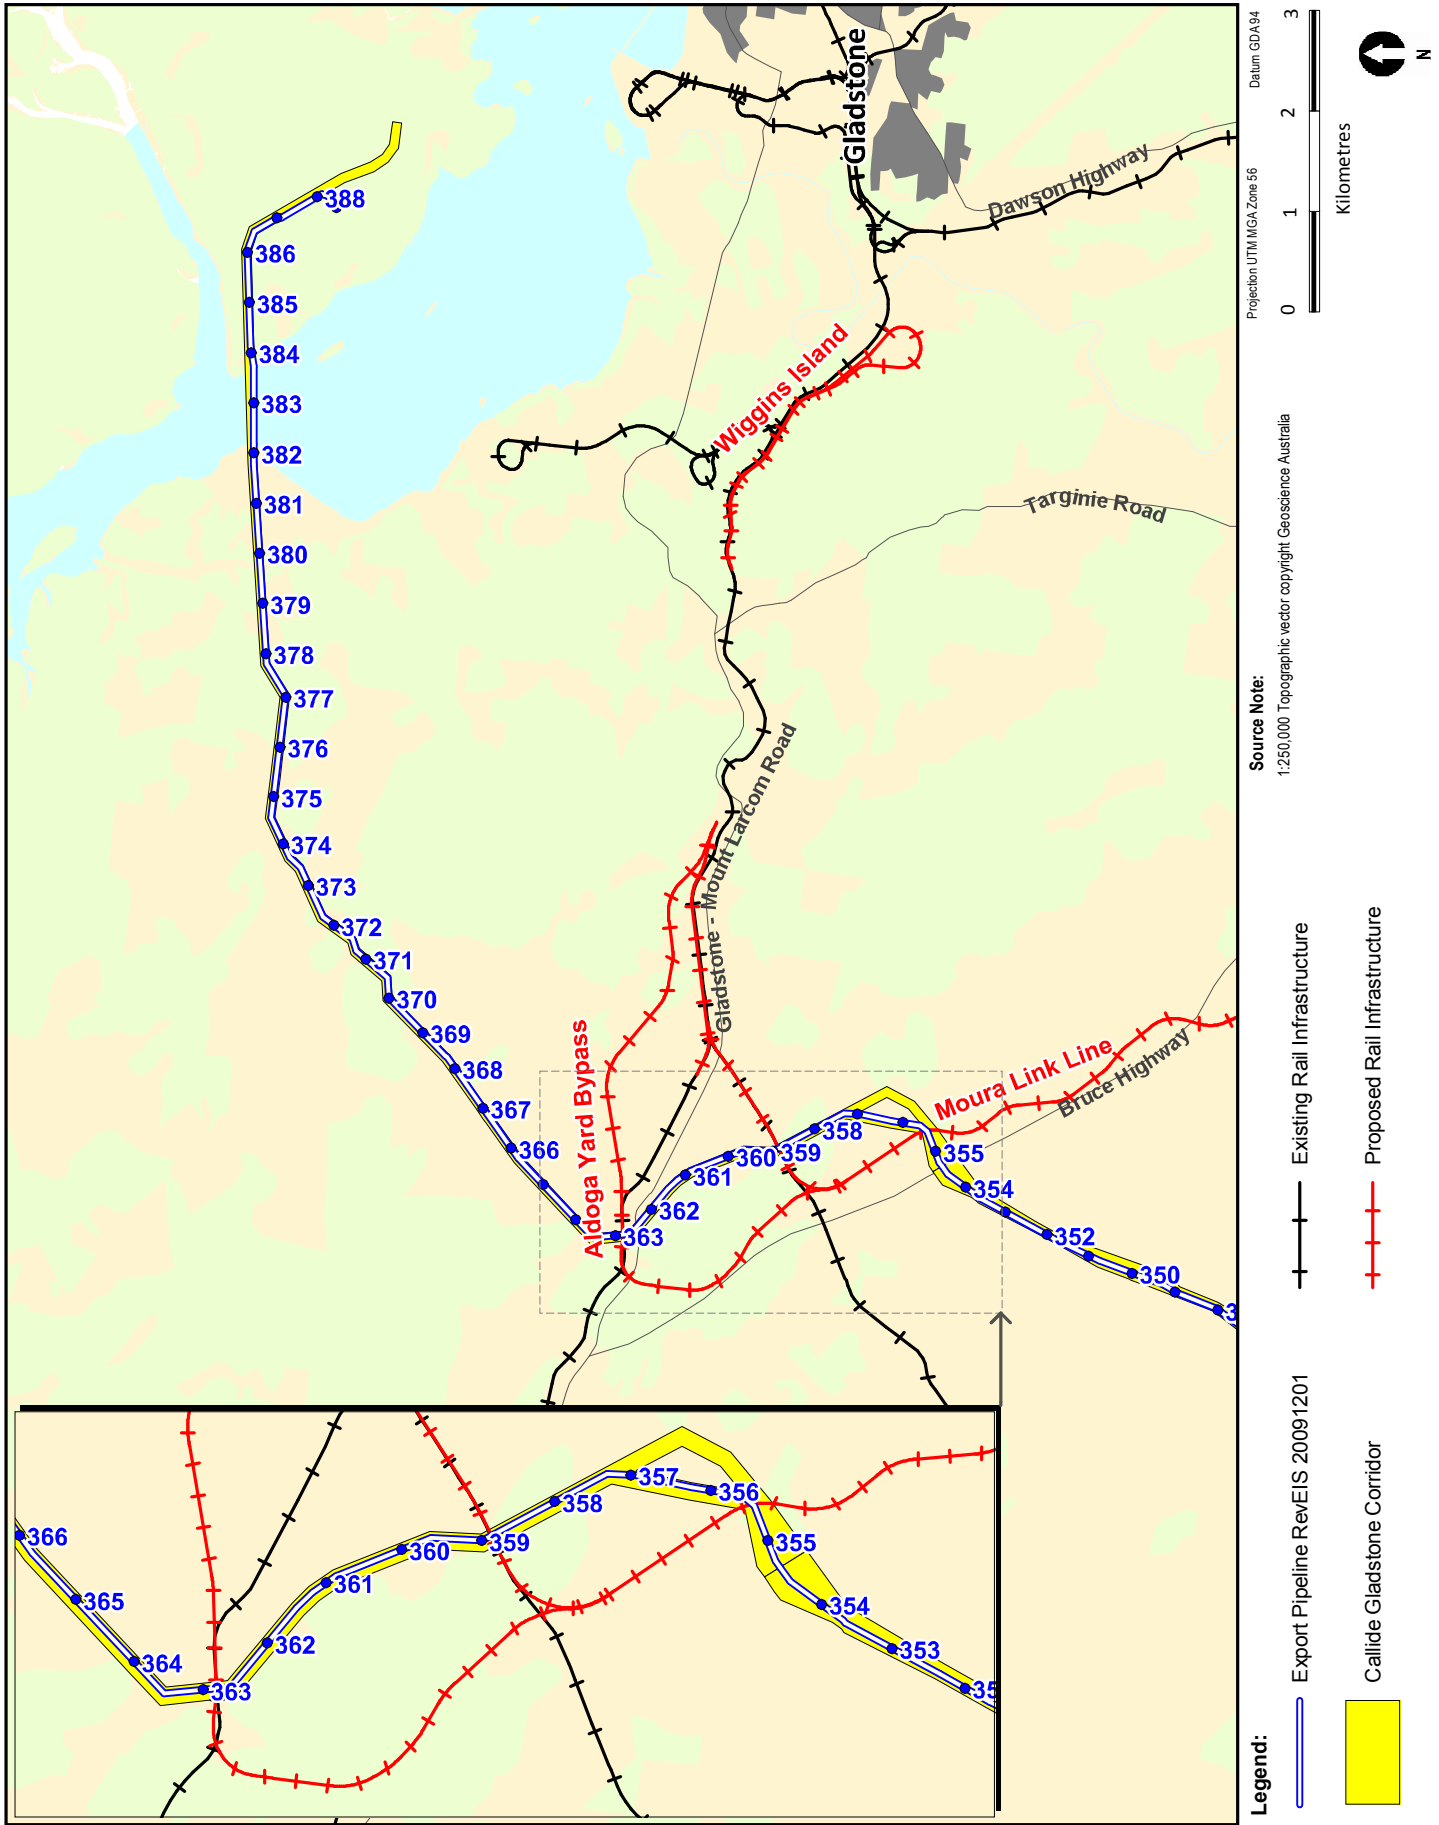 388
386
385
384
383
382
381
380
379
378
377
376
375
374
373
372
371
370
369
368
367
366
363
362
361
360
359
358
355
354
352
350
3
Gladstone
Dawson Highway
Wiggins Island
Targinie Road
Gladstone - Mount Larcom Road
Aldoga Yard Bypass
Moura Link Line
Bruce Highway
366
365
364
363
362
361
360
359
358
357
356
355
354
353
35
Legend:
Export Pipeline RevEIS 20091201
Callide Gladstone Corridor
Existing Rail Infrastructure
Proposed Rail Infrastructure
Source Note:
1:250,000 Topographic vector copyright Geoscience Australia
Projection UTM MGA Zone 56
Datum GDA94
0 1 2 3
Kilometres
N